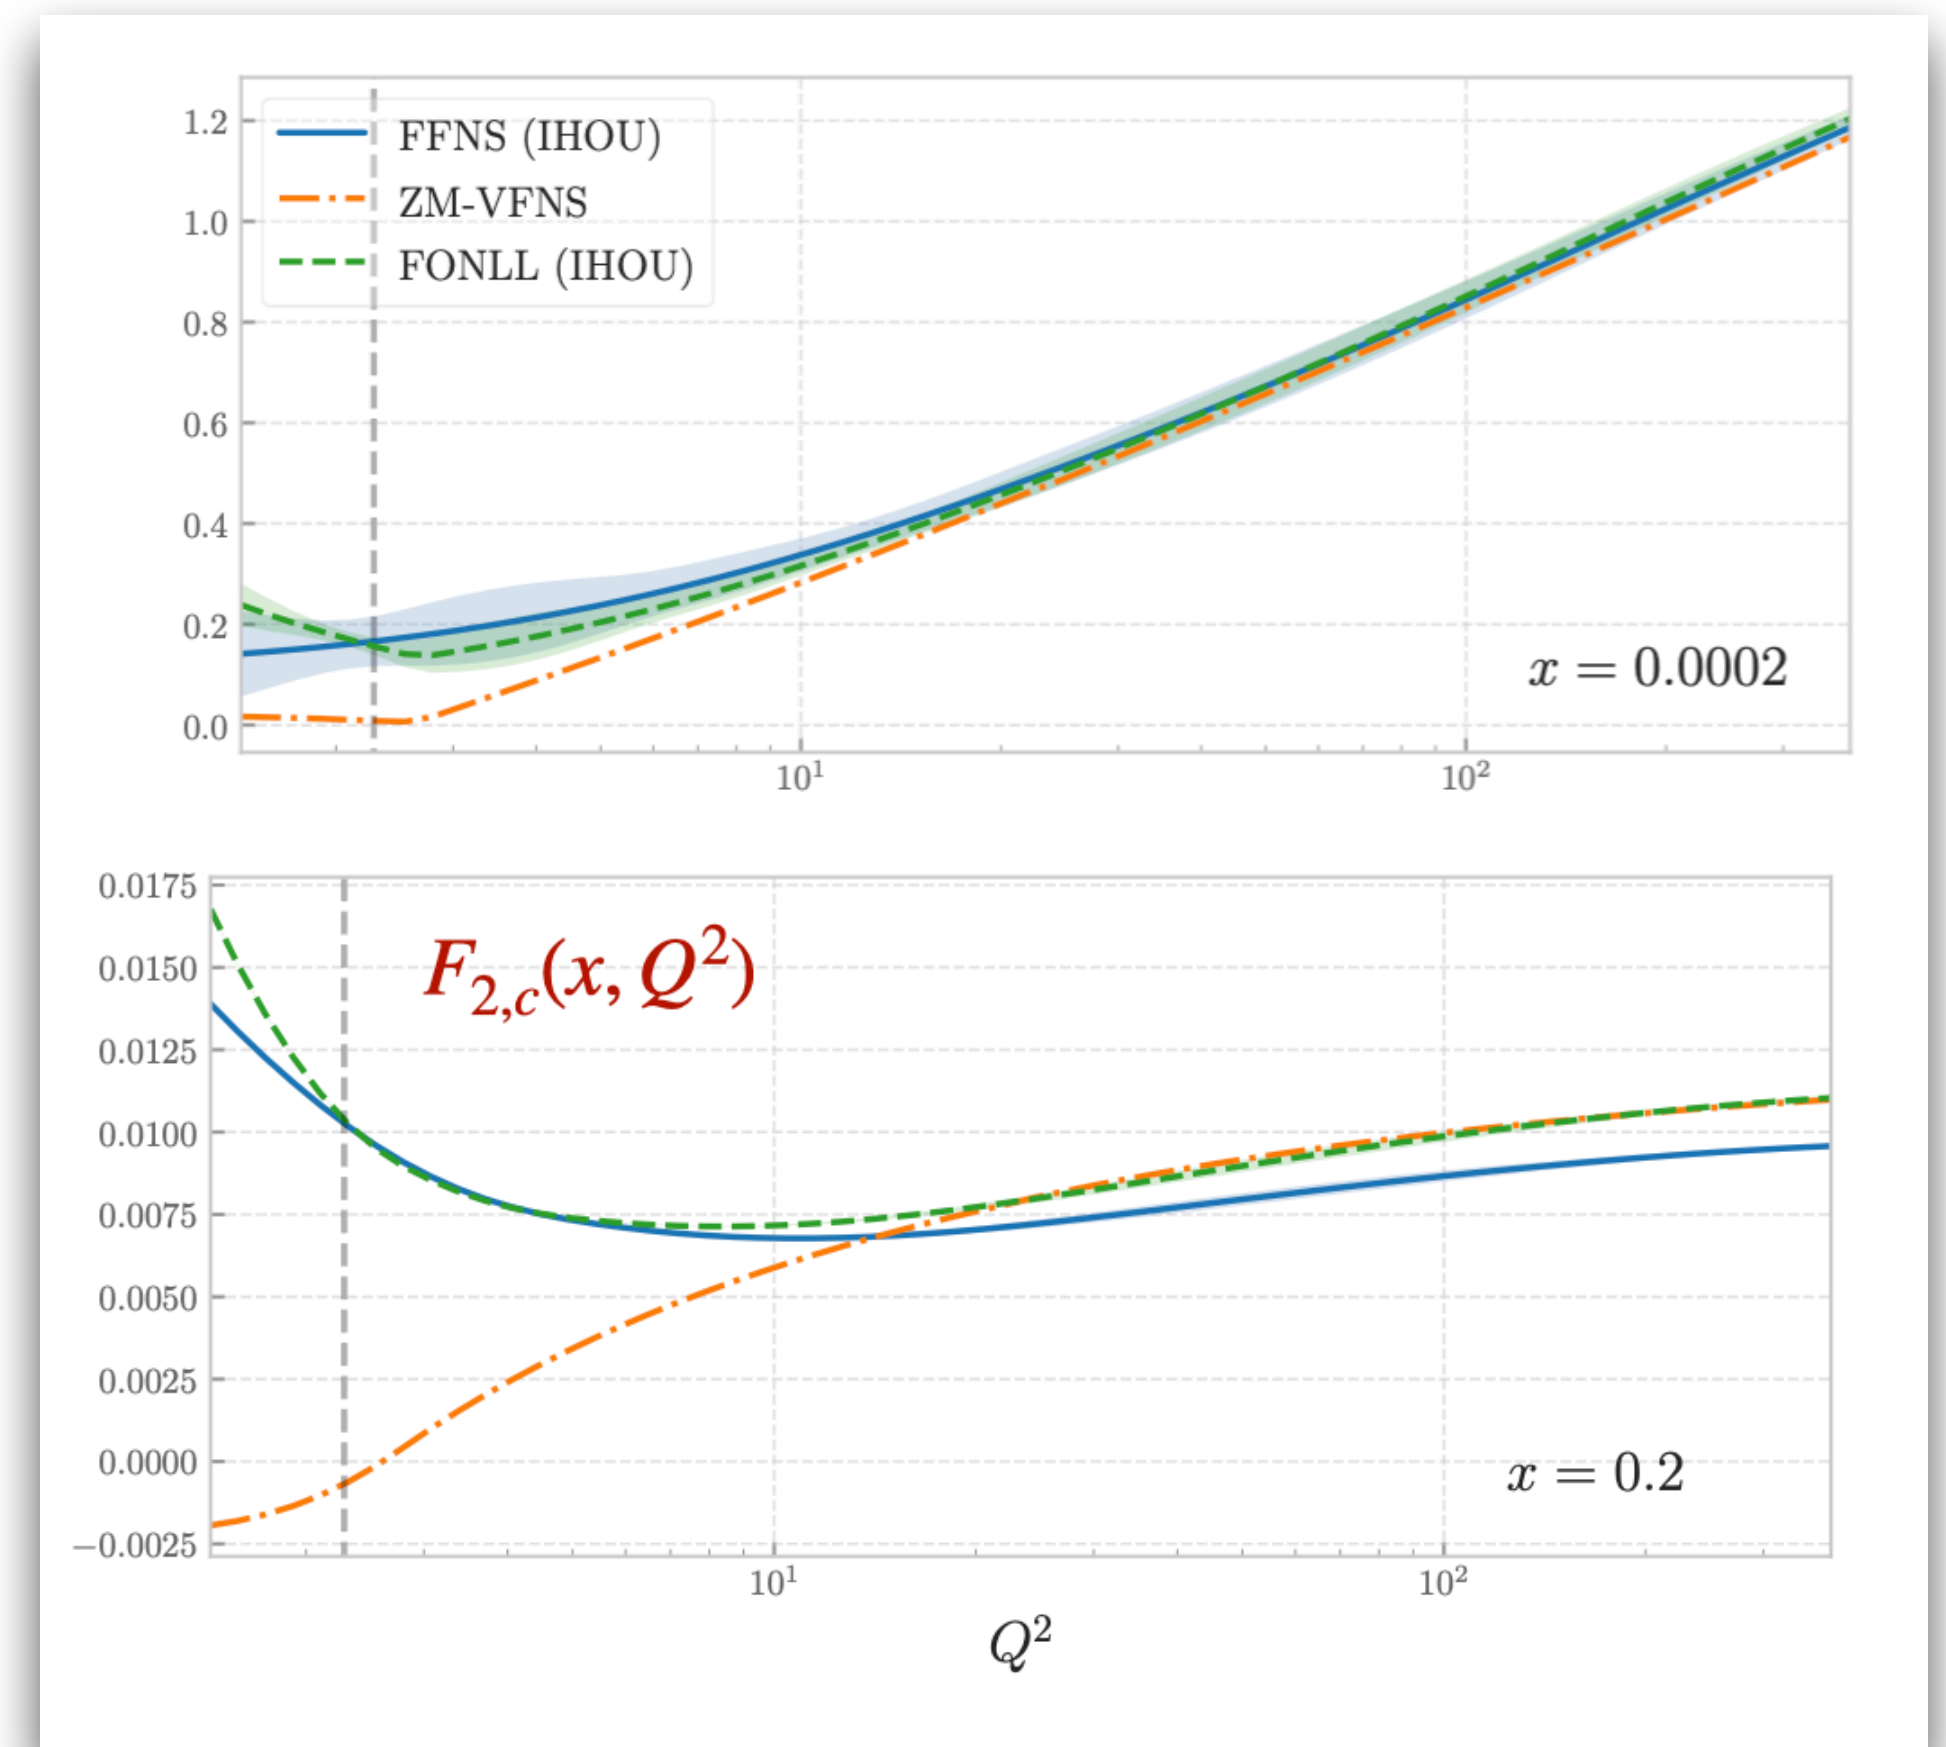 1.2
1.0
0.8
0.6
0.4
0.2
0.0
FFNS (IHOU)
ZM-VFNS
FONLL (IHOU)
x = 0.0002
10¹
10²
0.0175
0.0150
0.0125
0.0100
0.0075
0.0050
0.0025
0.0000
−0.0025
F₂,c(x, Q²)
x = 0.2
10¹
10²
Q²